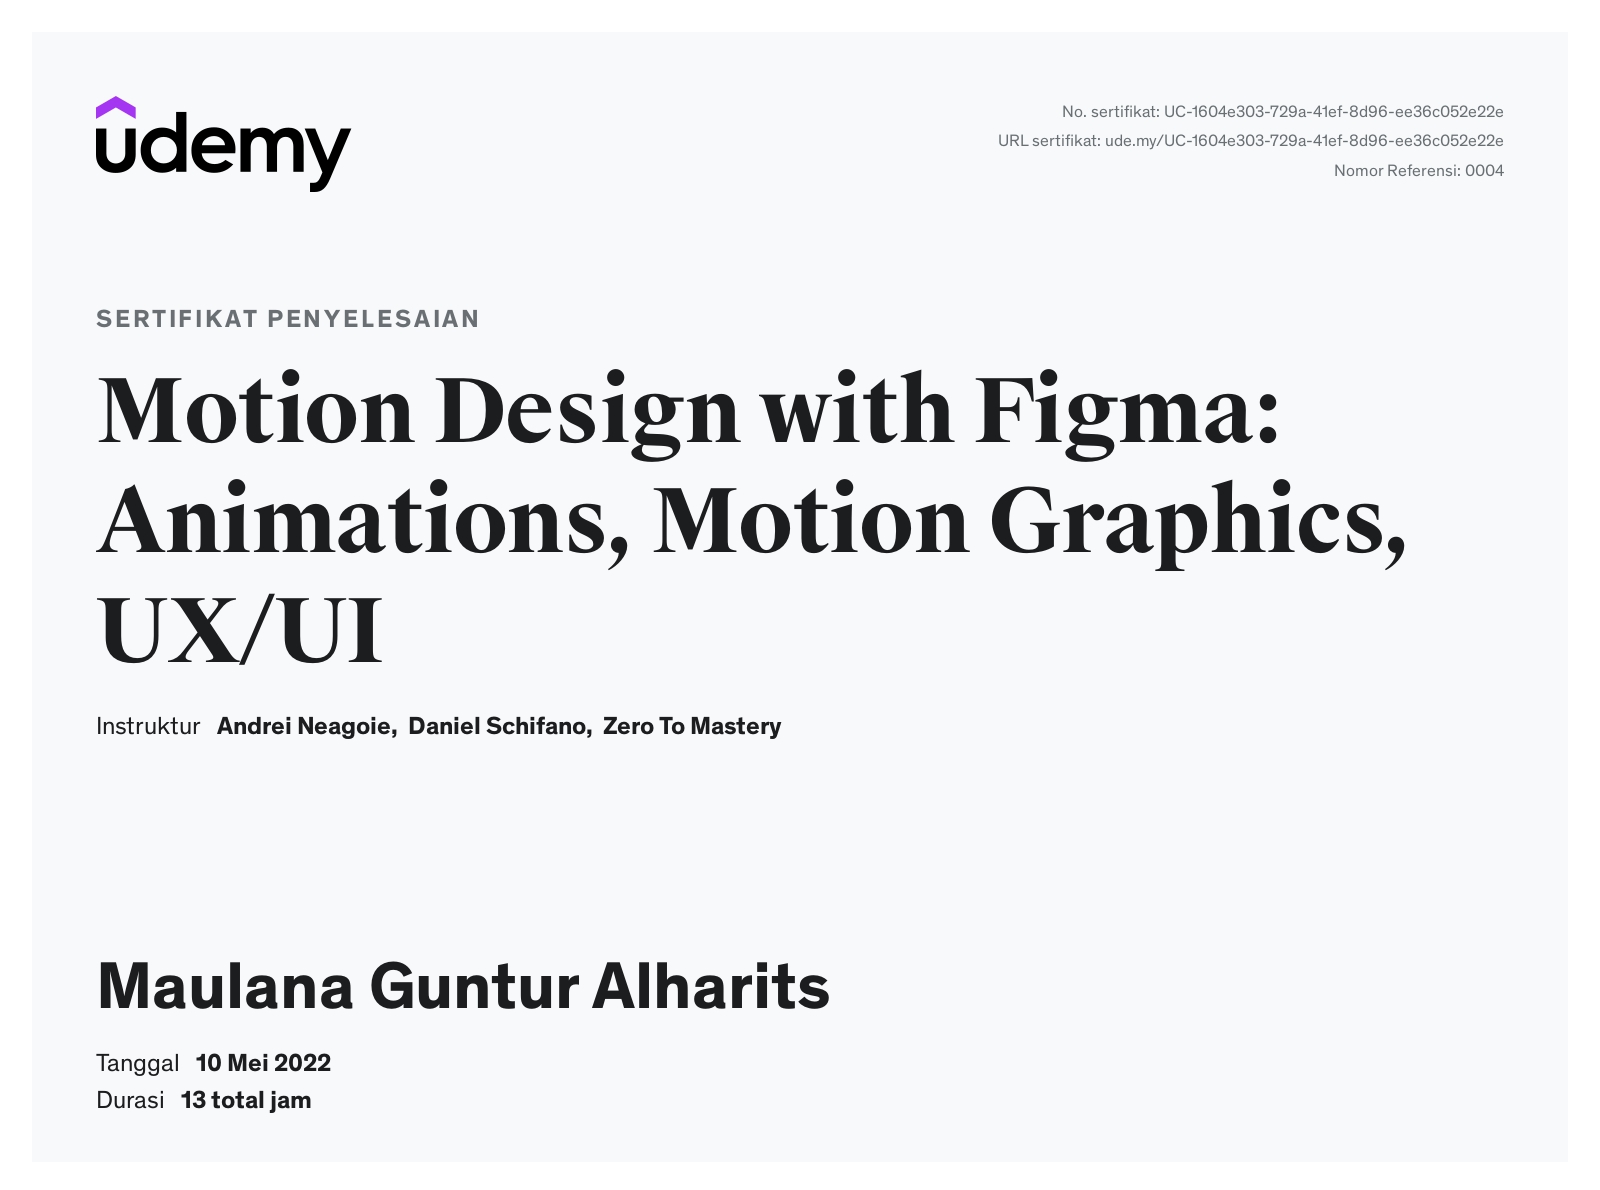 udemy
No. sertifikat: UC-1604e303-729a-41ef-8d96-ee36c052e22e
URL sertifikat: ude.my/UC-1604e303-729a-41ef-8d96-ee36c052e22e
Nomor Referensi: 0004
SERTIFIKAT PENYELESAIAN
Motion Design with Figma:
Animations, Motion Graphics,
UX/UI
Instruktur Andrei Neagoie, Daniel Schifano, Zero To Mastery
Maulana Guntur Alharits
Tanggal 10 Mei 2022
Durasi 13 total jam